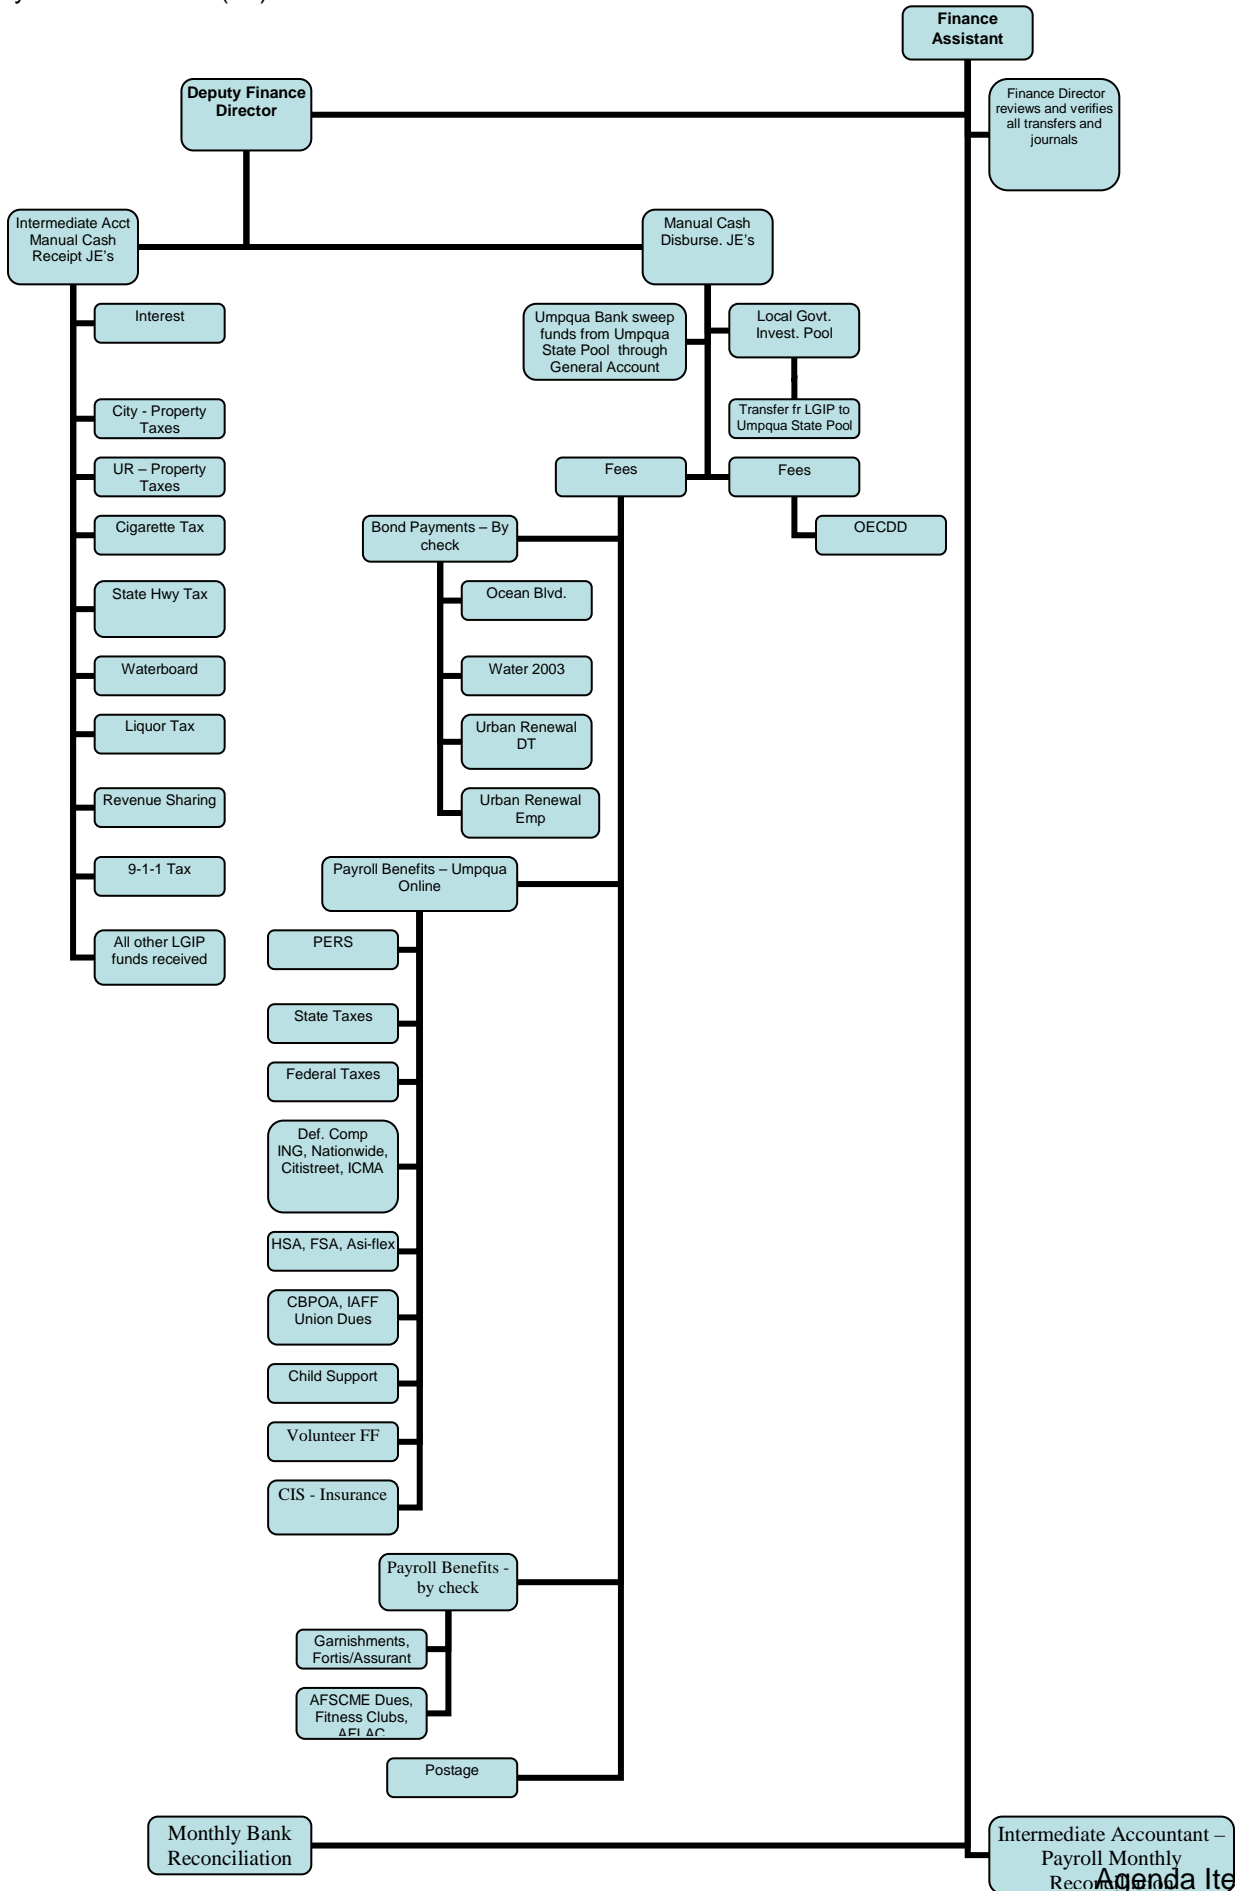 Finance
Assistant
Deputy Finance
Director
Finance Director
reviews and verifies
all transfers and
journals
Intermediate Acct
Manual Cash
Receipt JE's
Manual Cash
Disburse. JE's
Interest
Umpqua Bank sweep
funds from Umpqua
State Pool through
General Account
Local Govt.
Invest. Pool
City - Property
Taxes
Transfer fr LGIP to
Umpqua State Pool
UR – Property
Taxes
Fees
Fees
Cigarette Tax
Bond Payments – By
check
OECDD
State Hwy Tax
Ocean Blvd.
Waterboard
Water 2003
Liquor Tax
Urban Renewal
DT
Revenue Sharing
Urban Renewal
Emp
9-1-1 Tax
Payroll Benefits – Umpqua
Online
All other LGIP
funds received
PERS
State Taxes
Federal Taxes
Def. Comp
ING, Nationwide,
Citistreet, ICMA
HSA, FSA, Asi-flex
CBPOA, IAFF
Union Dues
Child Support
Volunteer FF
CIS - Insurance
Payroll Benefits -
by check
Garnishments,
Fortis/Assurant
AFSCME Dues,
Fitness Clubs,
AFLAC
Postage
Monthly Bank
Reconciliation
Intermediate Accountant –
Payroll Monthly
Reconciliation
Agenda Ite